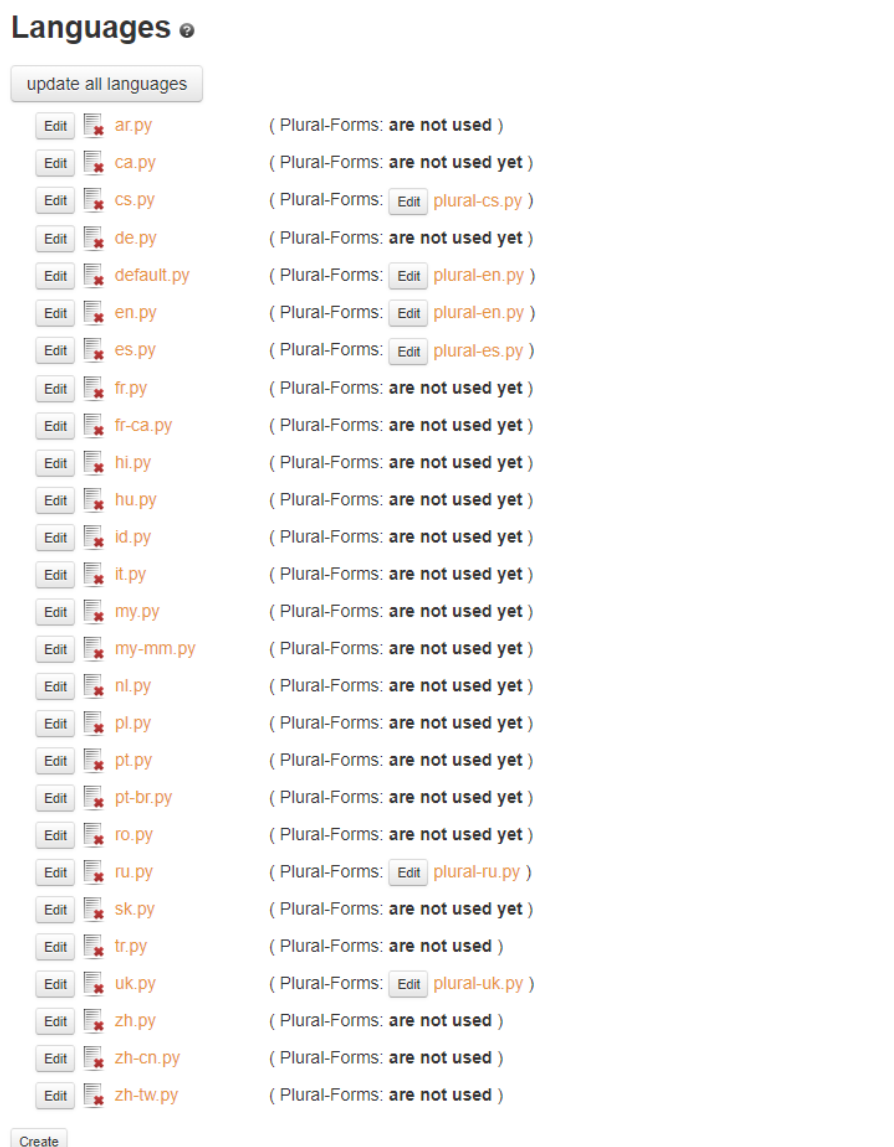 Languages ?
update all languages
Edit ar.py ( Plural-Forms: are not used )
Edit ca.py ( Plural-Forms: are not used yet )
Edit cs.py ( Plural-Forms: Edit plural-cs.py )
Edit de.py ( Plural-Forms: are not used yet )
Edit default.py ( Plural-Forms: Edit plural-en.py )
Edit en.py ( Plural-Forms: Edit plural-en.py )
Edit es.py ( Plural-Forms: Edit plural-es.py )
Edit fr.py ( Plural-Forms: are not used yet )
Edit fr-ca.py ( Plural-Forms: are not used yet )
Edit hi.py ( Plural-Forms: are not used yet )
Edit hu.py ( Plural-Forms: are not used yet )
Edit id.py ( Plural-Forms: are not used yet )
Edit it.py ( Plural-Forms: are not used yet )
Edit my.py ( Plural-Forms: are not used yet )
Edit my-mm.py ( Plural-Forms: are not used yet )
Edit nl.py ( Plural-Forms: are not used yet )
Edit pl.py ( Plural-Forms: are not used yet )
Edit pt.py ( Plural-Forms: are not used yet )
Edit pt-br.py ( Plural-Forms: are not used yet )
Edit ro.py ( Plural-Forms: are not used yet )
Edit ru.py ( Plural-Forms: Edit plural-ru.py )
Edit sk.py ( Plural-Forms: are not used yet )
Edit tr.py ( Plural-Forms: are not used )
Edit uk.py ( Plural-Forms: Edit plural-uk.py )
Edit zh.py ( Plural-Forms: are not used )
Edit zh-cn.py ( Plural-Forms: are not used )
Edit zh-tw.py ( Plural-Forms: are not used )
Create